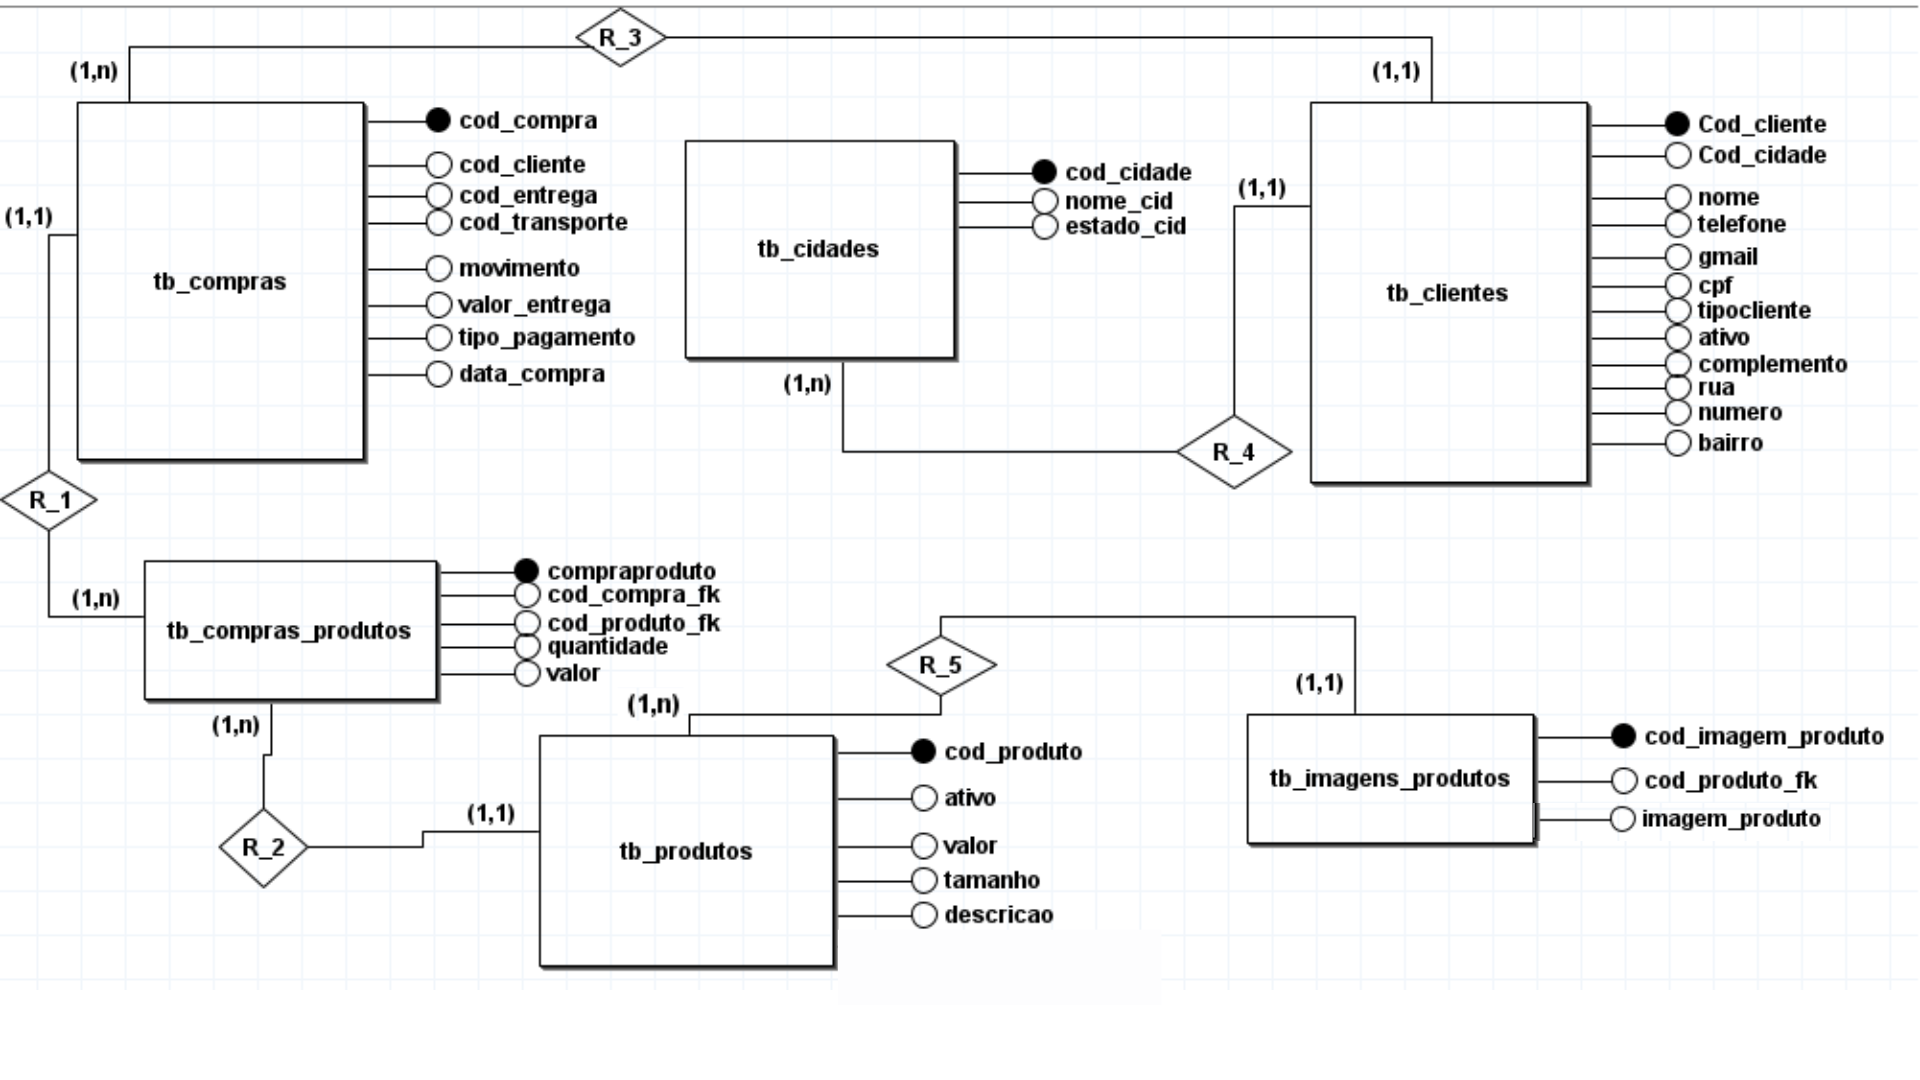 R_3
(1,n)
(1,1)
tb_compras
cod_compra
cod_cliente
cod_entrega
cod_transporte
movimento
valor_entrega
tipo_pagamento
data_compra
(1,1)
tb_cidades
cod_cidade
nome_cid
estado_cid
(1,n)
(1,1)
R_4
tb_clientes
Cod_cliente
Cod_cidade
nome
telefone
gmail
cpf
tipocliente
ativo
complemento
rua
numero
bairro
R_1
(1,n)
tb_compras_produtos
compraproduto
cod_compra_fk
cod_produto_fk
quantidade
valor
(1,n)
R_2
(1,1)
R_5
(1,n)
(1,1)
tb_produtos
cod_produto
ativo
valor
tamanho
descricao
tb_imagens_produtos
cod_imagem_produto
cod_produto_fk
imagem_produto